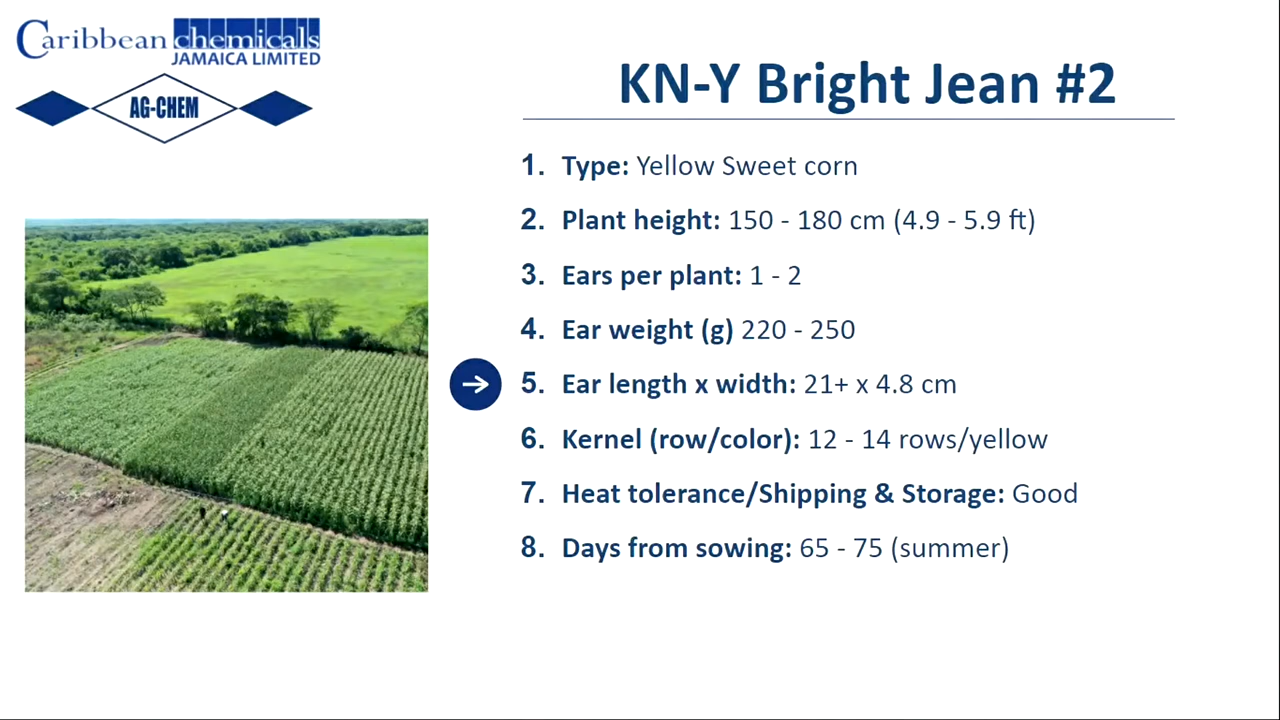 Caribbean chemicals
JAMAICA LIMITED
AG-CHEM
KN-Y Bright Jean #2
1. Type: Yellow Sweet corn
2. Plant height: 150 - 180 cm (4.9 - 5.9 ft)
3. Ears per plant: 1 - 2
4. Ear weight (g) 220 - 250
5. Ear length x width: 21+ x 4.8 cm
6. Kernel (row/color): 12 - 14 rows/yellow
7. Heat tolerance/Shipping & Storage: Good
8. Days from sowing: 65 - 75 (summer)